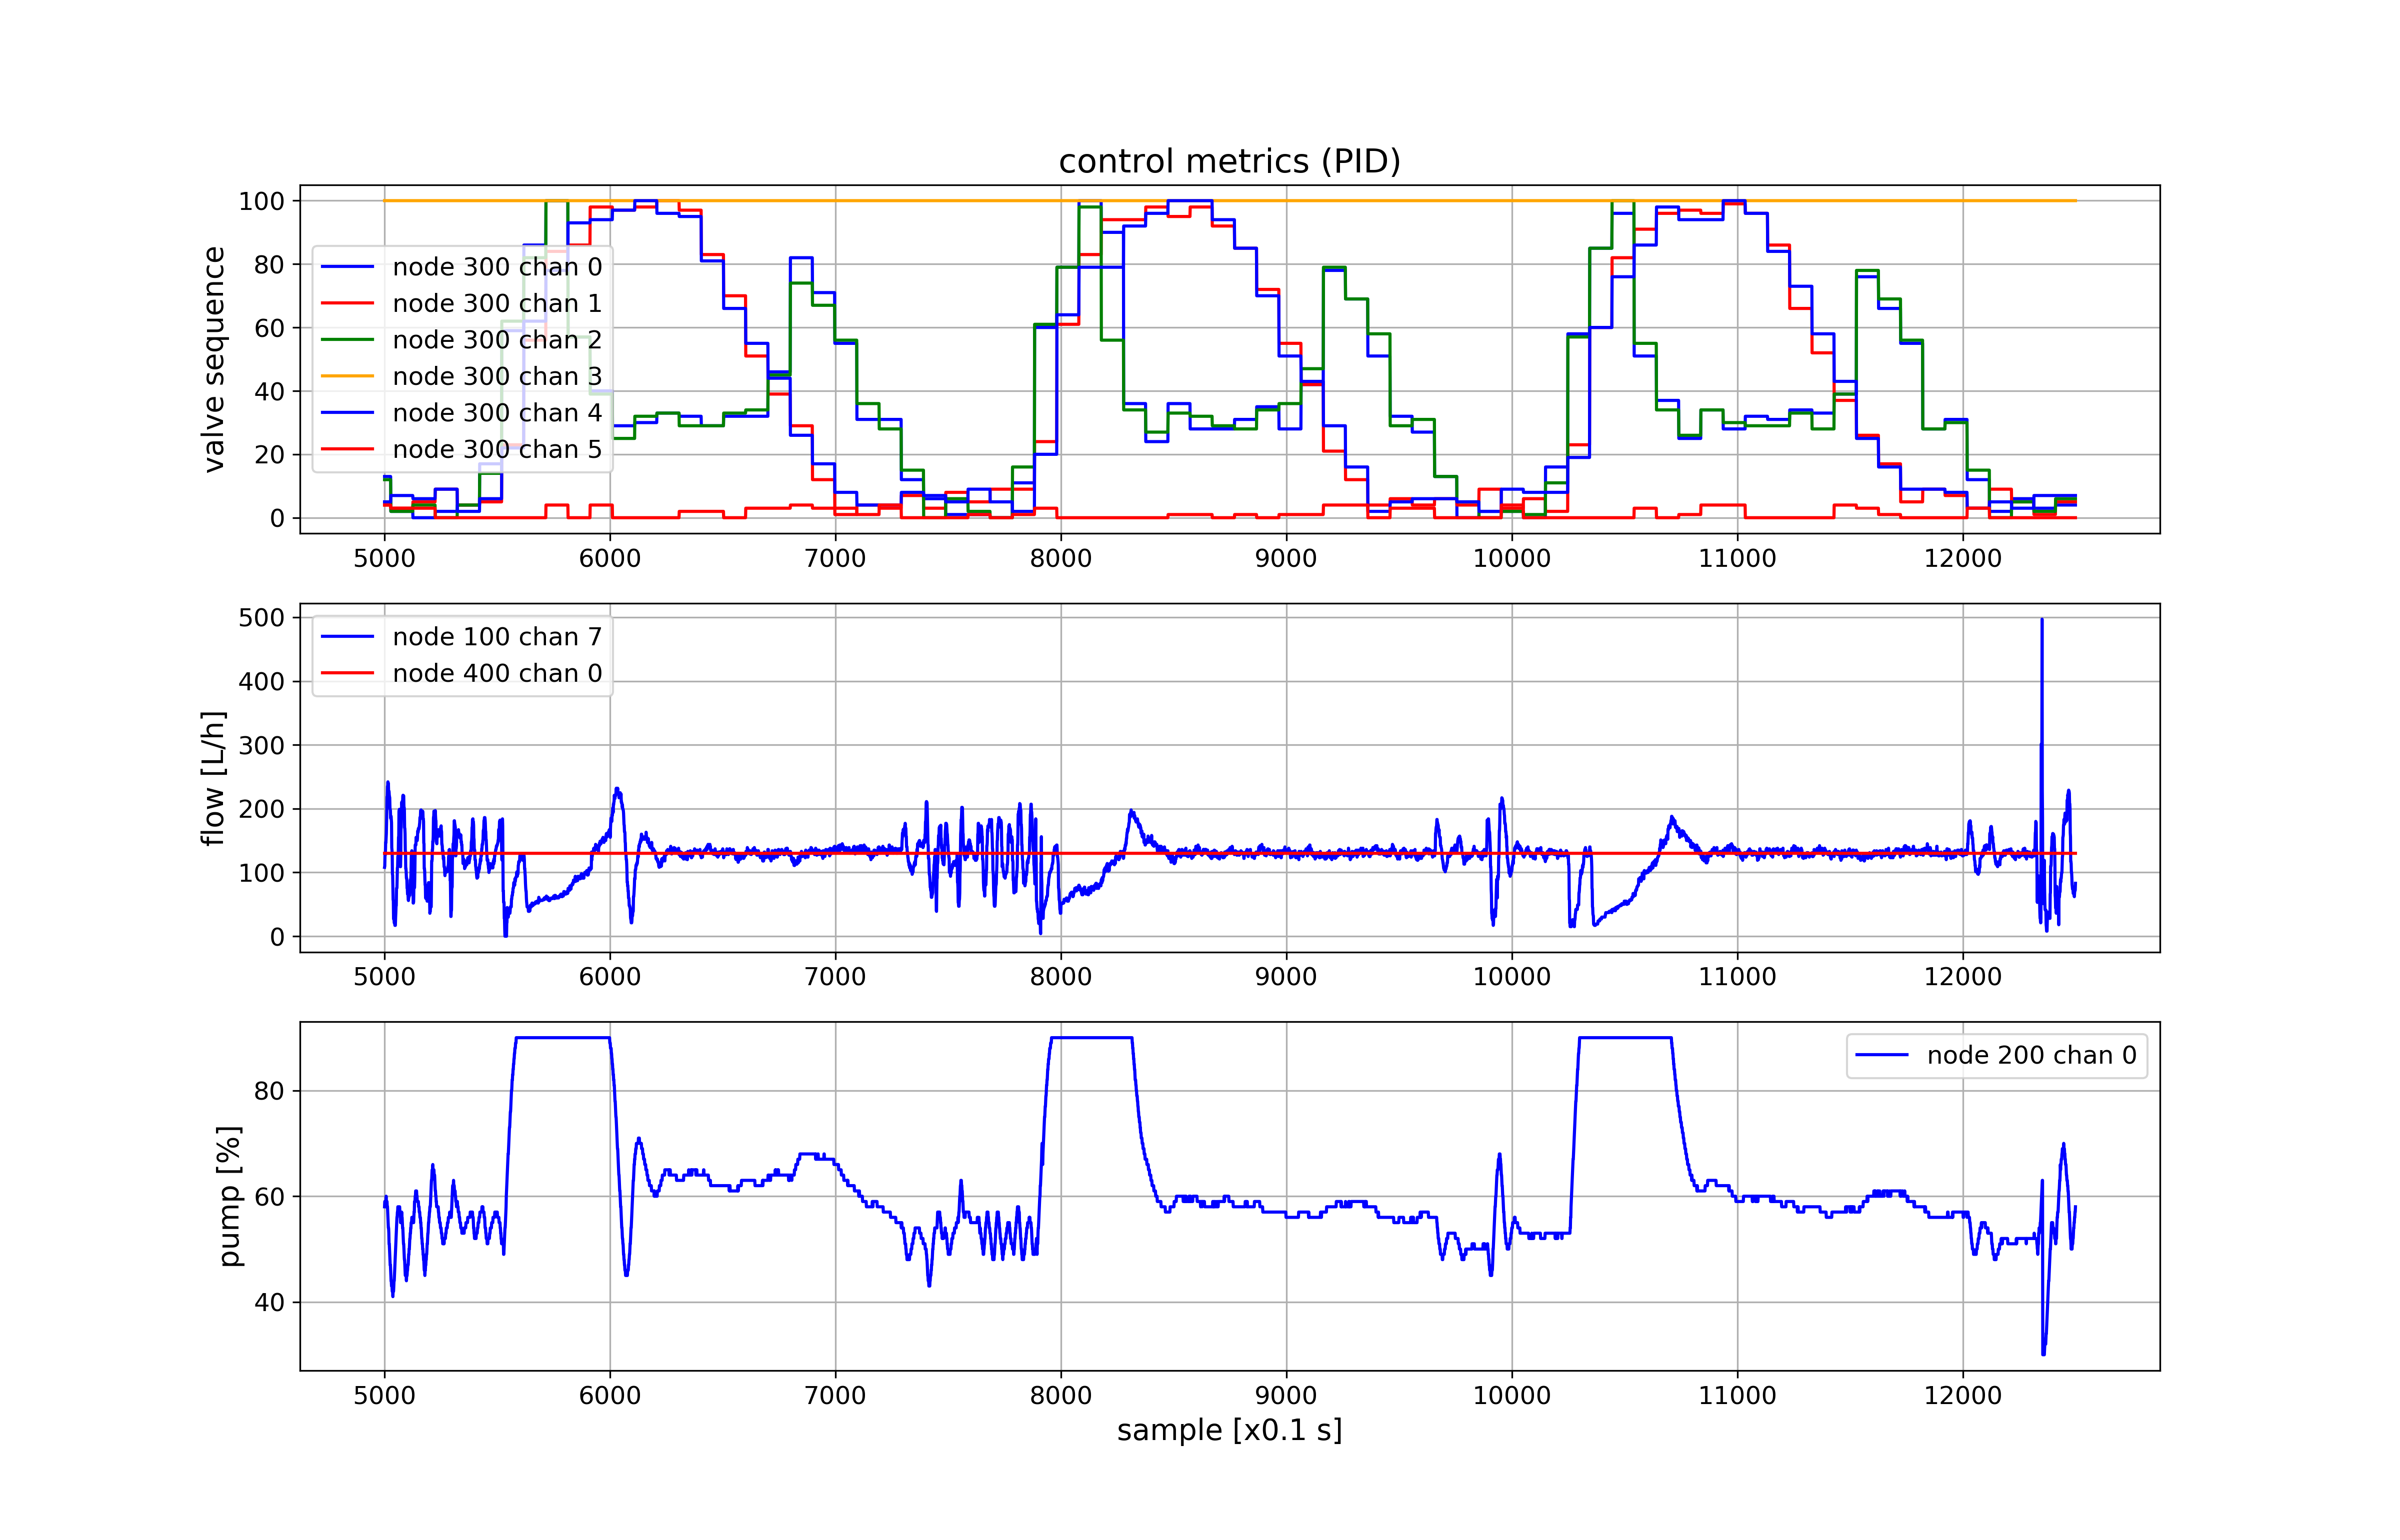 control metrics (PID)
valve sequence
100
80
60
40
20
0
node 300 chan 0
node 300 chan 1
node 300 chan 2
node 300 chan 3
node 300 chan 4
node 300 chan 5
5000 6000 7000 8000 9000 10000 11000 12000
flow [L/h]
500
400
300
200
100
0
node 100 chan 7
node 400 chan 0
5000 6000 7000 8000 9000 10000 11000 12000
pump [%]
80
60
40
node 200 chan 0
5000 6000 7000 8000 9000 10000 11000 12000
sample [x0.1 s]